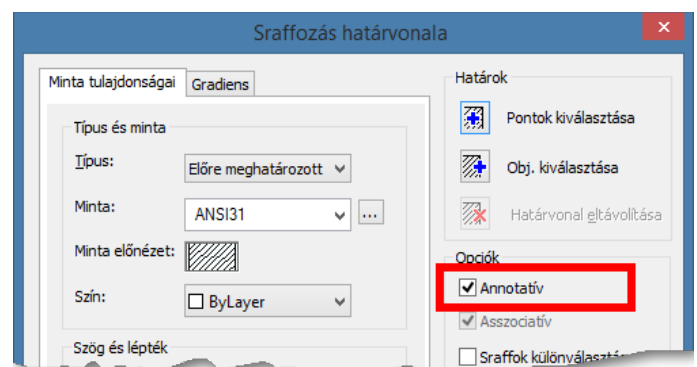 Sraffozás határvonala
Minta tulajdonságai
Gradiens
Típus és minta
Típus:
Előre meghatározott
Minta:
ANSI31
...
Minta előnézet:
Szín:
ByLayer
Szög és lépték
Határok
Pontok kiválasztása
Obj. kiválasztása
Határvonal eltávolítása
Opciók
Annotatív
Asszociatív
Sraffok